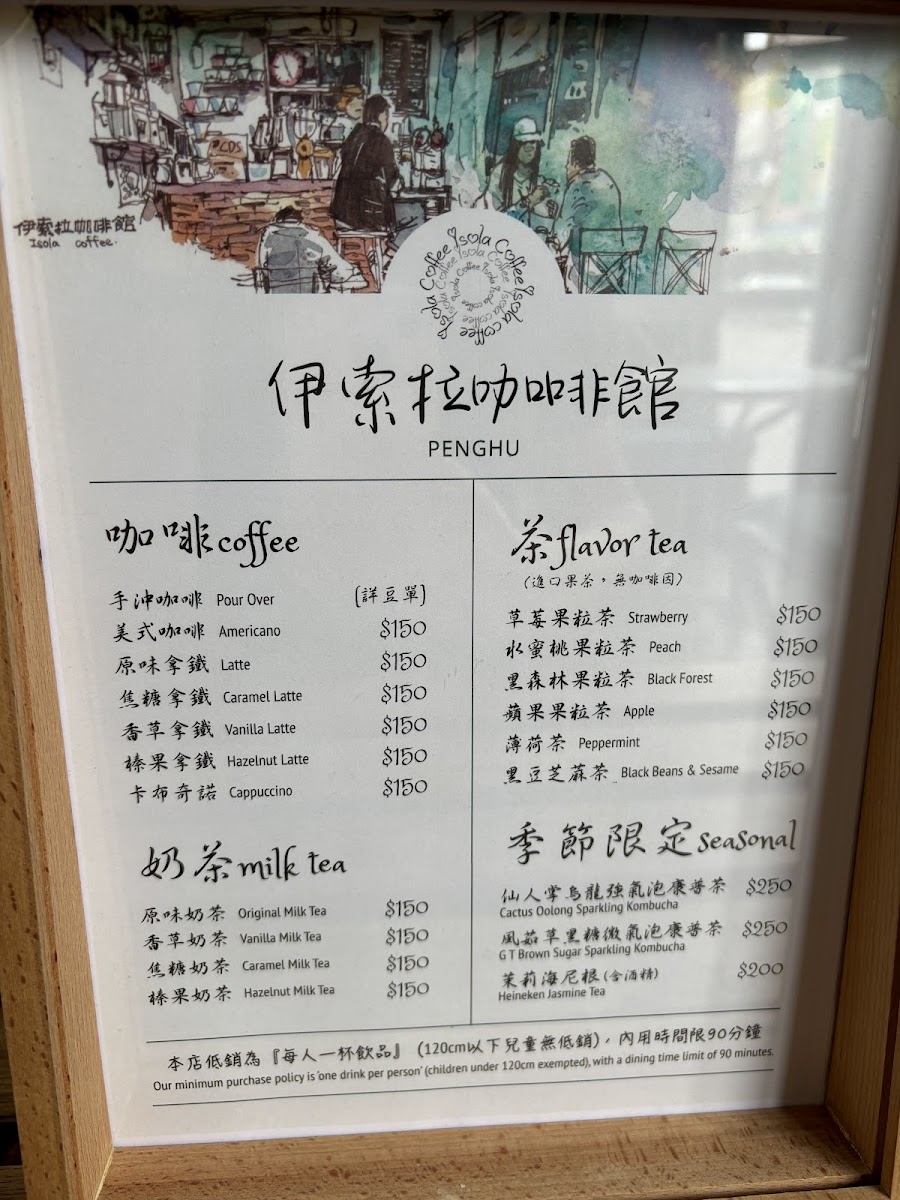 CDS
伊索拉咖啡館
Isola coffee.
Isola Coffee Isola Coffee Isola coffee
伊索拉咖啡館
PENGHU
咖啡coffee
手沖咖啡 Pour Over (詳豆單)
美式咖啡 Americano $150
原味拿鐵 Latte $150
焦糖拿鐵 Caramel Latte $150
香草拿鐵 Vanilla Latte $150
榛果拿鐵 Hazelnut Latte $150
卡布奇諾 Cappuccino $150
奶茶milk tea
原味奶茶 Original Milk Tea $150
香草奶茶 Vanilla Milk Tea $150
焦糖奶茶 Caramel Milk Tea $150
榛果奶茶 Hazelnut Milk Tea $150
茶flavor tea
(進口果茶，無咖啡因)
草莓果粒茶 Strawberry $150
水蜜桃果粒茶 Peach $150
黑森林果粒茶 Black Forest $150
蘋果果粒茶 Apple $150
薄荷茶 Peppermint $150
黑豆芝蔴茶 Black Beans & Sesame $150
季節限定seasonal
仙人掌烏龍強氣泡康普茶 $250
Cactus Oolong Sparkling Kombucha
風茹草黑糖微氣泡康普茶 $250
G T Brown Sugar Sparkling Kombucha
茉莉海尼根(含酒精) $200
Heineken Jasmine Tea
本店低銷為『每人一杯飲品』 (120cm以下兒童無低銷)，內用時間限90分鐘
Our minimum purchase policy is 'one drink per person' (children under 120cm exempted), with a dining time limit of 90 minutes.